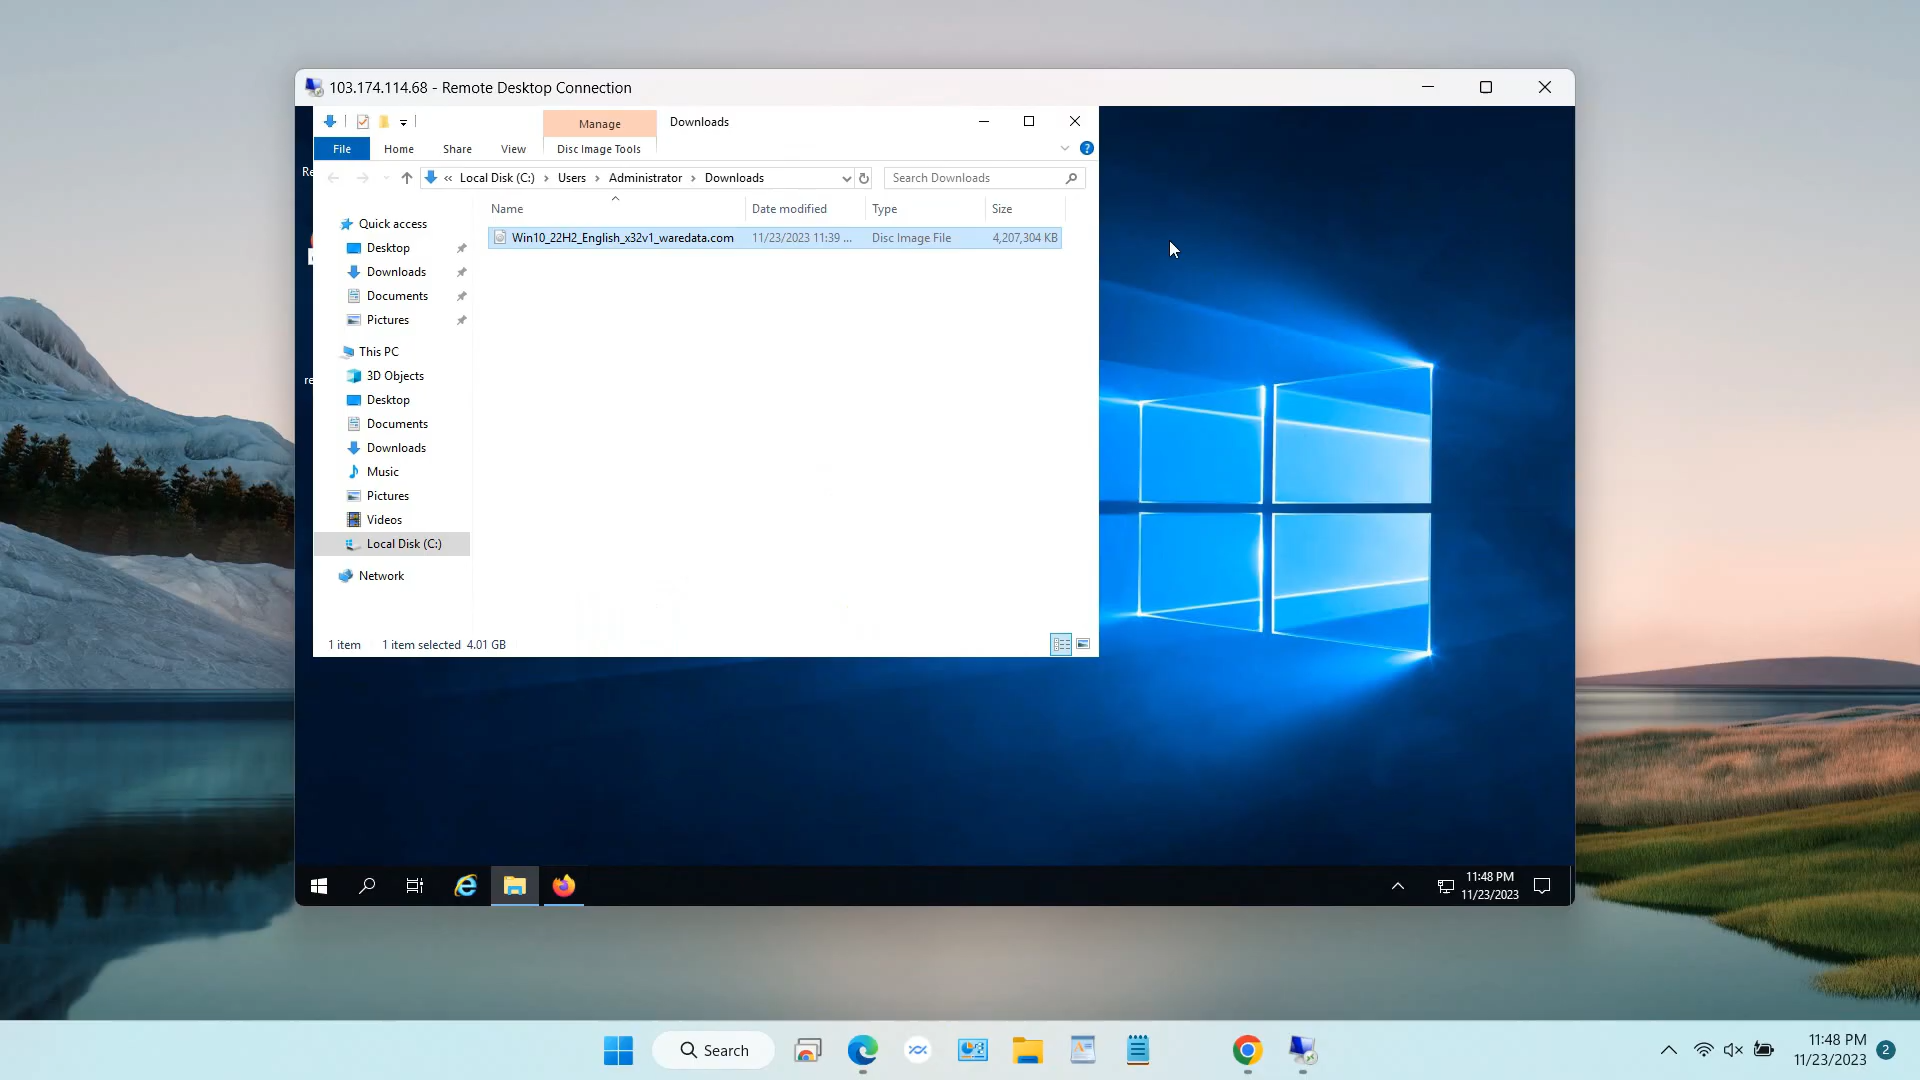 103.174.114.68 - Remote Desktop Connection
Manage
Downloads
File
Home
Share
View
Disc Image Tools
« Local Disk (C:) › Users › Administrator › Downloads
Search Downloads
Name
Date modified
Type
Size
Win10_22H2_English_x32v1_waredata.com
11/23/2023 11:39 ...
Disc Image File
4,207,304 KB
Quick access
Desktop
Downloads
Documents
Pictures
This PC
3D Objects
Desktop
Documents
Downloads
Music
Pictures
Videos
Local Disk (C:)
Network
1 item
1 item selected 4.01 GB
Re
re
11:48 PM
11/23/2023
Search
11:48 PM
11/23/2023
2